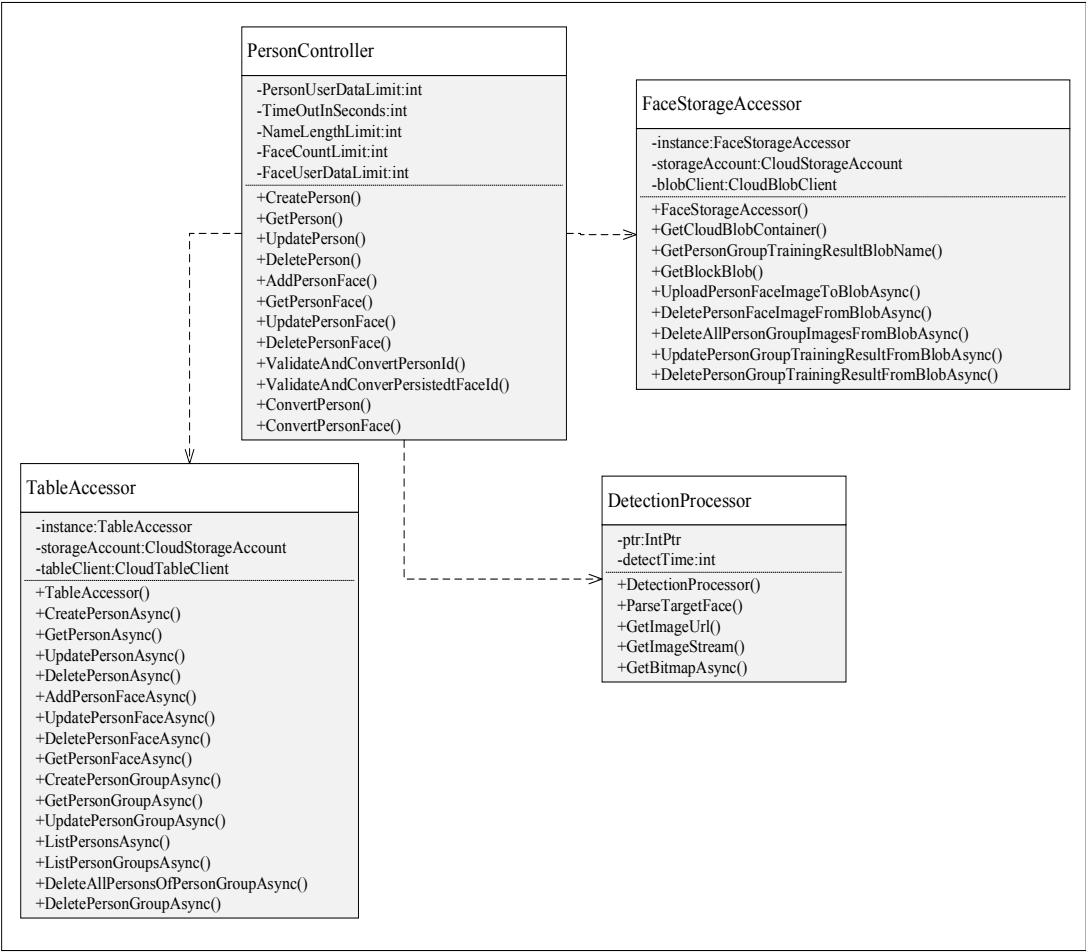 PersonController
-PersonUserDataLimit:int
-TimeOutInSeconds:int
-NameLengthLimit:int
-FaceCountLimit:int
-FaceUserDataLimit:int
+CreatePerson()
+GetPerson()
+UpdatePerson()
+DeletePerson()
+AddPersonFace()
+GetPersonFace()
+UpdatePersonFace()
+DeletePersonFace()
+ValidateAndConvertPersonId()
+ValidateAndConverPersistedtFaceId()
+ConvertPerson()
+ConvertPersonFace()
FaceStorageAccessor
-instance:FaceStorageAccessor
-storageAccount:CloudStorageAccount
-blobClient:CloudBlobClient
+FaceStorageAccessor()
+GetCloudBlobContainer()
+GetPersonGroupTrainingResultBlobName()
+GetBlockBlob()
+UploadPersonFaceImageToBlobAsync()
+DeletePersonFaceImageFromBlobAsync()
+DeleteAllPersonGroupImagesFromBlobAsync()
+UpdatePersonGroupTrainingResultFromBlobAsync()
+DeletePersonGroupTrainingResultFromBlobAsync()
TableAccessor
-instance:TableAccessor
-storageAccount:CloudStorageAccount
-tableClient:CloudTableClient
+TableAccessor()
+CreatePersonAsync()
+GetPersonAsync()
+UpdatePersonAsync()
+DeletePersonAsync()
+AddPersonFaceAsync()
+UpdatePersonFaceAsync()
+DeletePersonFaceAsync()
+GetPersonFaceAsync()
+CreatePersonGroupAsync()
+GetPersonGroupAsync()
+UpdatePersonGroupAsync()
+ListPersonsAsync()
+ListPersonGroupsAsync()
+DeleteAllPersonsOfPersonGroupAsync()
+DeletePersonGroupAsync()
DetectionProcessor
-ptr:IntPtr
-detectTime:int
+DetectionProcessor()
+ParseTargetFace()
+GetImageUrl()
+GetImageStream()
+GetBitmapAsync()